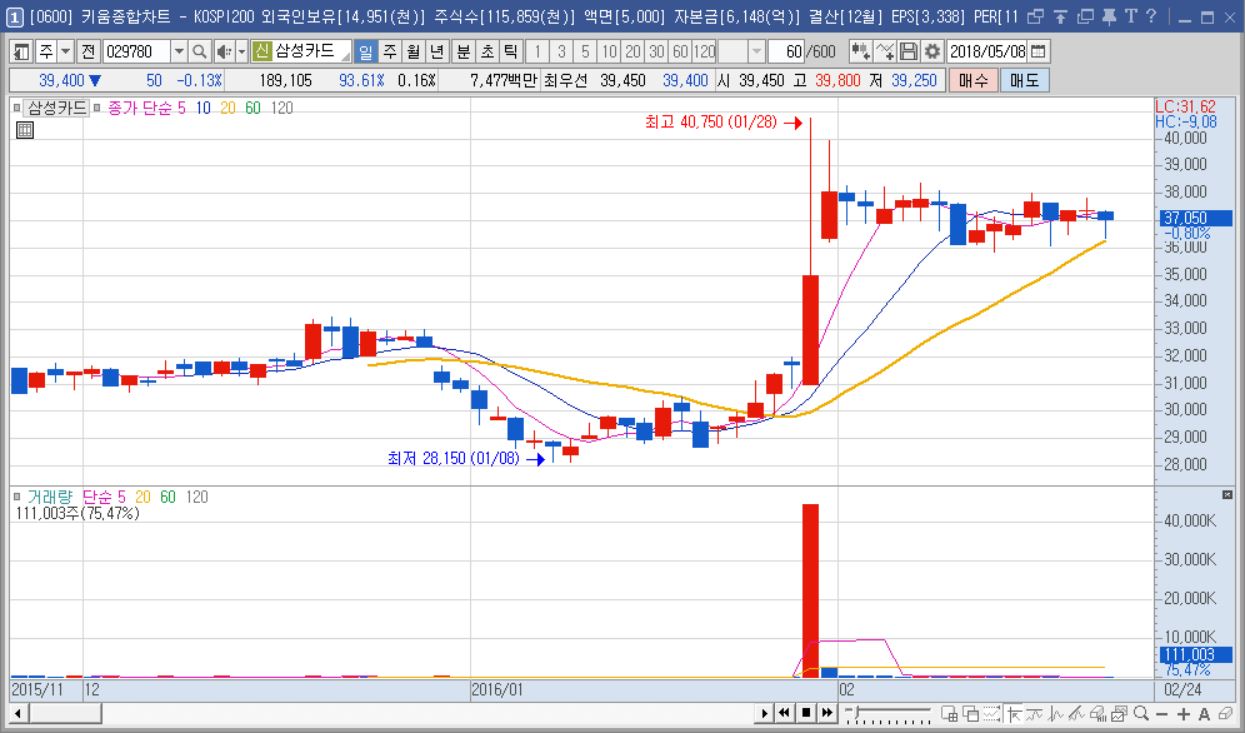 1 [0600] 키움종합차트 - KOSPI200 외국인보유[14,951(천)] 주식수[115,859(천)] 액면[5,000] 자본금[6,148(억)] 결산[12월] EPS[3,338] PER[11
주 전 029780 신 삼성카드 일 주 월 년 분 초 틱 1 3 5 10 20 30 60 120 60 /600 2018/05/08
39,400 ▼ 50 -0.13% 189,105 93.61% 0.16% 7,477백만 최우선 39,450 39,400 시 39,450 고 39,800 저 39,250 매수 매도
삼성카드 종가 단순 5 10 20 60 120
LC:31.62
HC:-9.08
최고 40,750 (01/28)
40,000
39,000
38,000
37,050
-0.80%
36,000
35,000
34,000
33,000
32,000
31,000
30,000
29,000
최저 28,150 (01/08)
28,000
거래량 단순 5 20 60 120
111,003주(75.47%)
40,000K
30,000K
20,000K
10,000K
111,003
75.47%
2015/11 12 2016/01 02 02/24